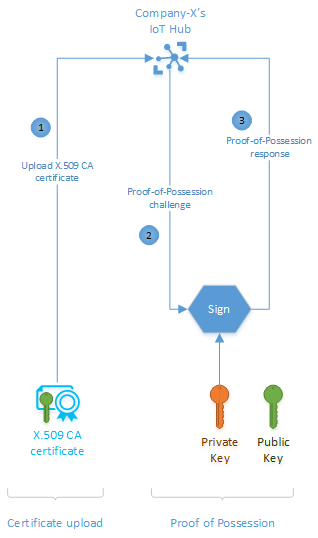 Company-X's
IoT Hub
1
3
Upload X.509 CA
certificate
Proof-of-Possession
response
Proof-of-Possession
challenge
2
Sign
X.509 CA
certificate
Private
Key
Public
Key
Certificate upload
Proof of Possession